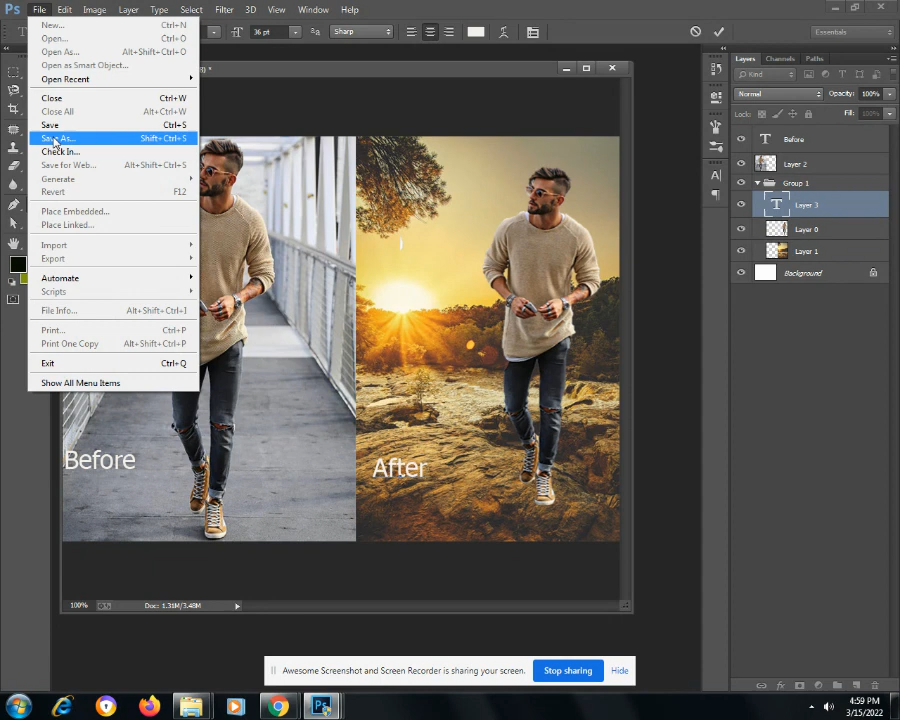 Ps File Edit Image Layer Type Select Filter 3D View Window Help
36 pt Sharp Essentials
New... Ctrl+N
Open... Ctrl+O
Open As... Alt+Shift+Ctrl+O
Open as Smart Object...
Open Recent
Close Ctrl+W
Close All Alt+Ctrl+W
Save Ctrl+S
Save As... Shift+Ctrl+S
Check In...
Save for Web... Alt+Shift+Ctrl+S
Generate
Revert F12
Place Embedded...
Place Linked...
Import
Export
Automate
Scripts
File Info... Alt+Shift+Ctrl+I
Print... Ctrl+P
Print One Copy Alt+Shift+Ctrl+P
Exit Ctrl+Q
Show All Menu Items
Before
After
100% Doc: 1.31M/3.48M
Layers Channels Paths
Kind
Normal Opacity: 100%
Lock: Fill: 100%
T Before
Layer 2
Group 1
T Layer 3
Layer 0
Layer 1
Background
Awesome Screenshot and Screen Recorder is sharing your screen. Stop sharing Hide
Ps
4:59 PM
3/15/2022